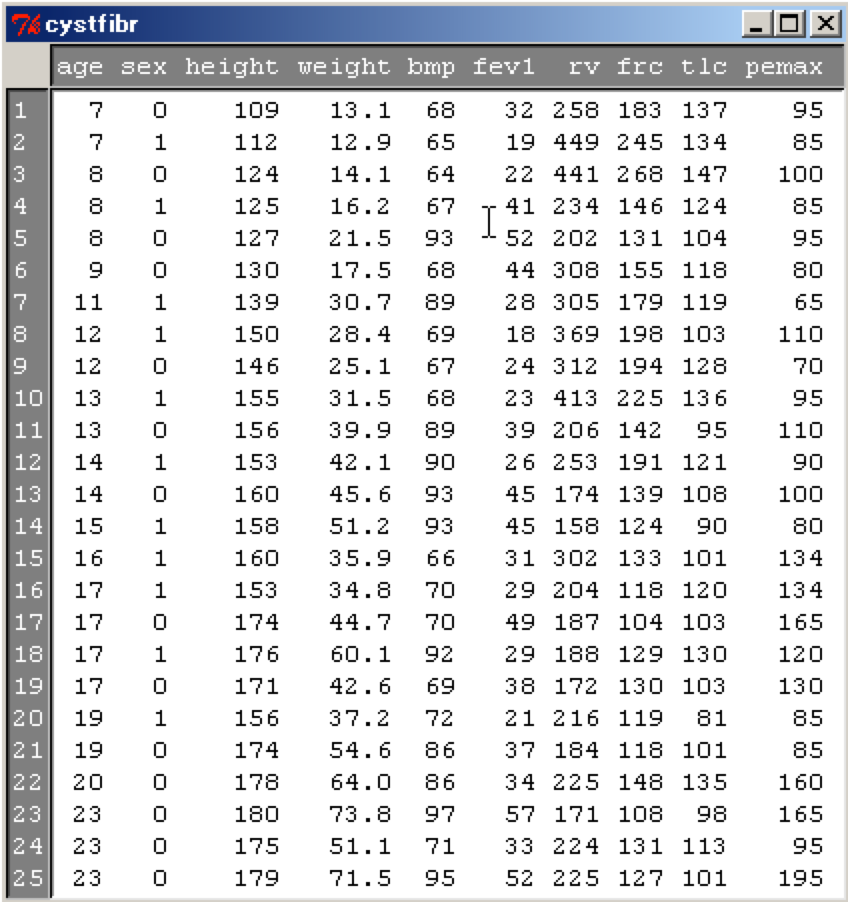 cystfibr
age sex height weight bmp fev1 rv frc tlc pemax
1 7 0 109 13.1 68 32 258 183 137 95
2 7 1 112 12.9 65 19 449 245 134 85
3 8 0 124 14.1 64 22 441 268 147 100
4 8 1 125 16.2 67 41 234 146 124 85
5 8 0 127 21.5 93 52 202 131 104 95
6 9 0 130 17.5 68 44 308 155 118 80
7 11 1 139 30.7 89 28 305 179 119 65
8 12 1 150 28.4 69 18 369 198 103 110
9 12 0 146 25.1 67 24 312 194 128 70
10 13 1 155 31.5 68 23 413 225 136 95
11 13 0 156 39.9 89 39 206 142 95 110
12 14 1 153 42.1 90 26 253 191 121 90
13 14 0 160 45.6 93 45 174 139 108 100
14 15 1 158 51.2 93 45 158 124 90 80
15 16 1 160 35.9 66 31 302 133 101 134
16 17 1 153 34.8 70 29 204 118 120 134
17 17 0 174 44.7 70 49 187 104 103 165
18 17 1 176 60.1 92 29 188 129 130 120
19 17 0 171 42.6 69 38 172 130 103 130
20 19 1 156 37.2 72 21 216 119 81 85
21 19 0 174 54.6 86 37 184 118 101 85
22 20 0 178 64.0 86 34 225 148 135 160
23 23 0 180 73.8 97 57 171 108 98 165
24 23 0 175 51.1 71 33 224 131 113 95
25 23 0 179 71.5 95 52 225 127 101 195